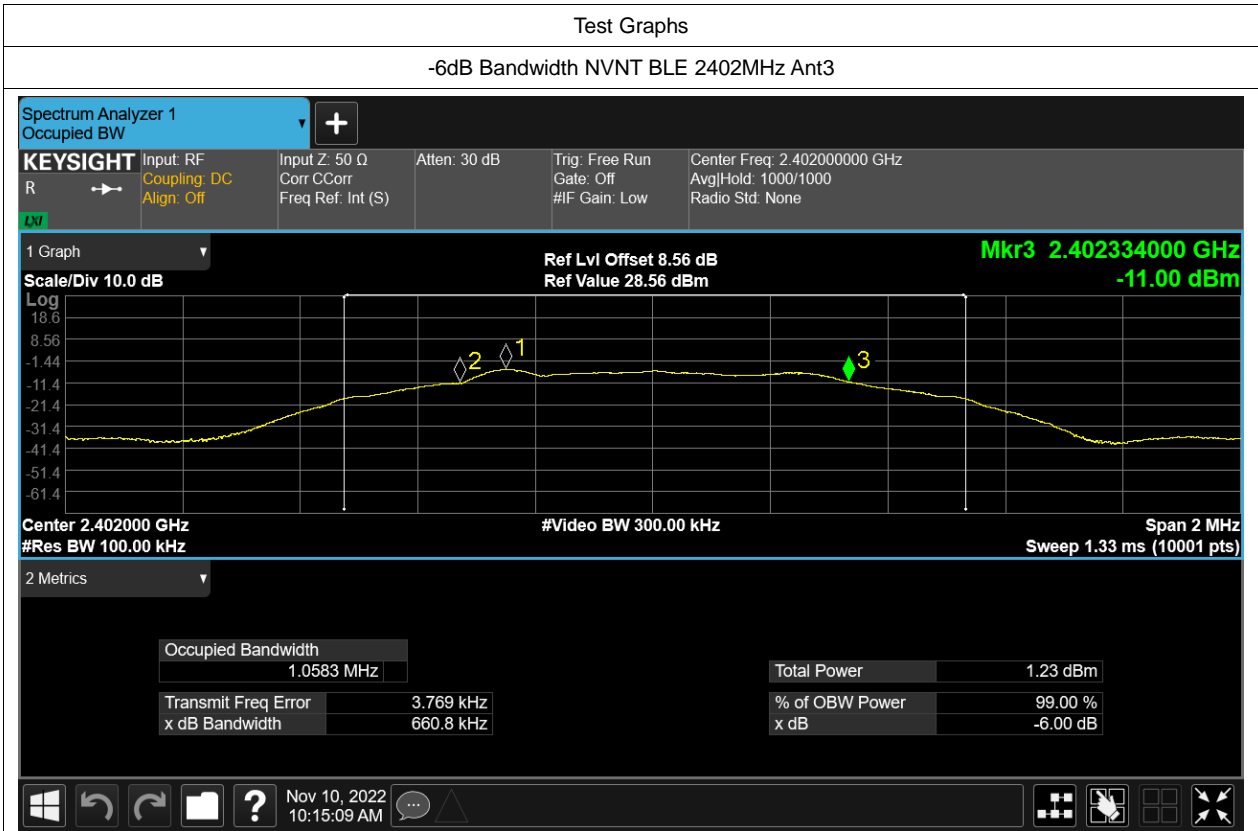 Test Graphs
-6dB Bandwidth NVNT BLE 2402MHz Ant3
Spectrum Analyzer 1
Occupied BW
KEYSIGHT
R
LXI
Input: RF
Coupling: DC
Align: Off
Input Z: 50 Ω
Corr CCorr
Freq Ref: Int (S)
Atten: 30 dB
Trig: Free Run
Gate: Off
#IF Gain: Low
Center Freq: 2.402000000 GHz
Avg|Hold: 1000/1000
Radio Std: None
1 Graph
Scale/Div 10.0 dB
Ref Lvl Offset 8.56 dB
Ref Value 28.56 dBm
Mkr3 2.402334000 GHz
-11.00 dBm
Log
18.6
8.56
-1.44
-11.4
-21.4
-31.4
-41.4
-51.4
-61.4
2
1
3
Center 2.402000 GHz
#Video BW 300.00 kHz
Span 2 MHz
#Res BW 100.00 kHz
Sweep 1.33 ms (10001 pts)
2 Metrics
Occupied Bandwidth
1.0583 MHz
Total Power 1.23 dBm
Transmit Freq Error 3.769 kHz
% of OBW Power 99.00 %
x dB Bandwidth 660.8 kHz
x dB -6.00 dB
?
Nov 10, 2022
10:15:09 AM